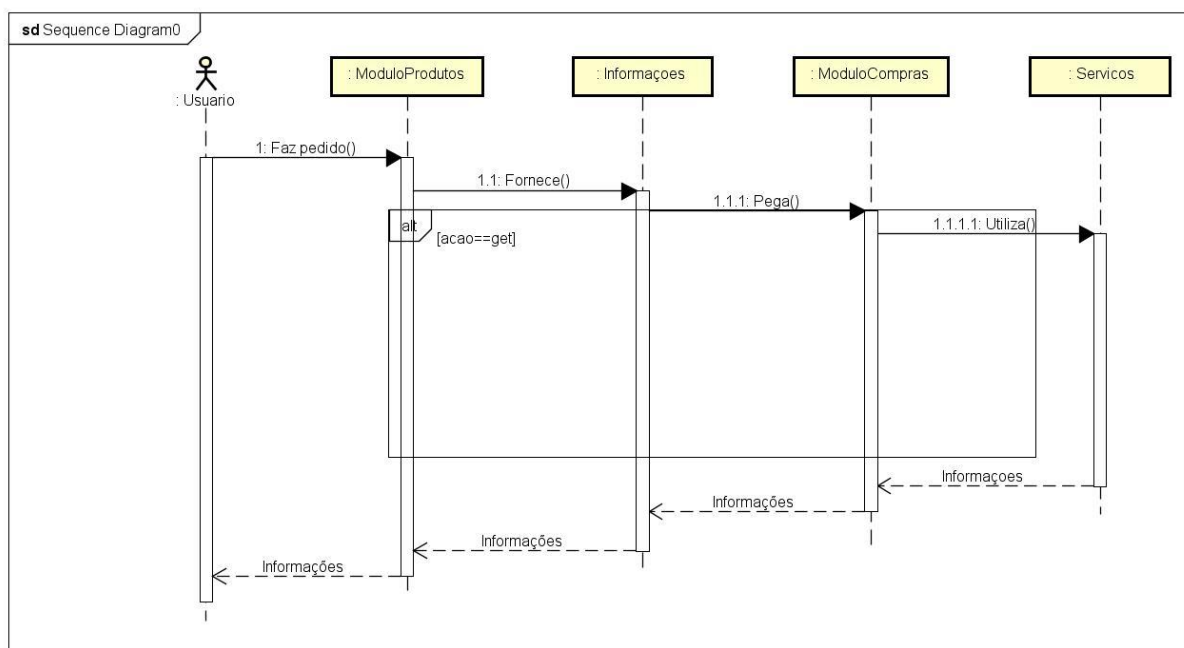 sd Sequence Diagram0
: Usuario
: ModuloProdutos
: Informaçoes
: ModuloCompras
: Servicos
1: Faz pedido()
1.1: Fornece()
1.1.1: Pega()
alt
[acao==get]
1.1.1.1: Utiliza()
Informaçoes
Informações
Informações
Informações